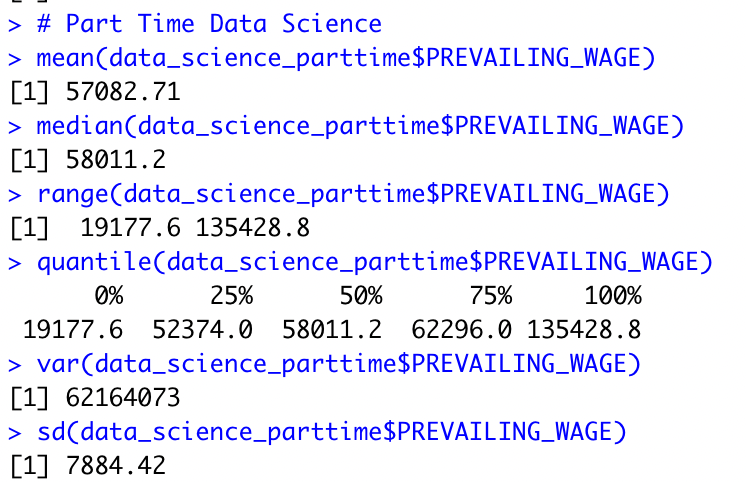 > # Part Time Data Science
> mean(data_science_parttime$PREVAILING_WAGE)
[1] 57082.71
> median(data_science_parttime$PREVAILING_WAGE)
[1] 58011.2
> range(data_science_parttime$PREVAILING_WAGE)
[1]  19177.6 135428.8
> quantile(data_science_parttime$PREVAILING_WAGE)
      0%      25%      50%      75%     100%
 19177.6  52374.0  58011.2  62296.0 135428.8
> var(data_science_parttime$PREVAILING_WAGE)
[1] 62164073
> sd(data_science_parttime$PREVAILING_WAGE)
[1] 7884.42